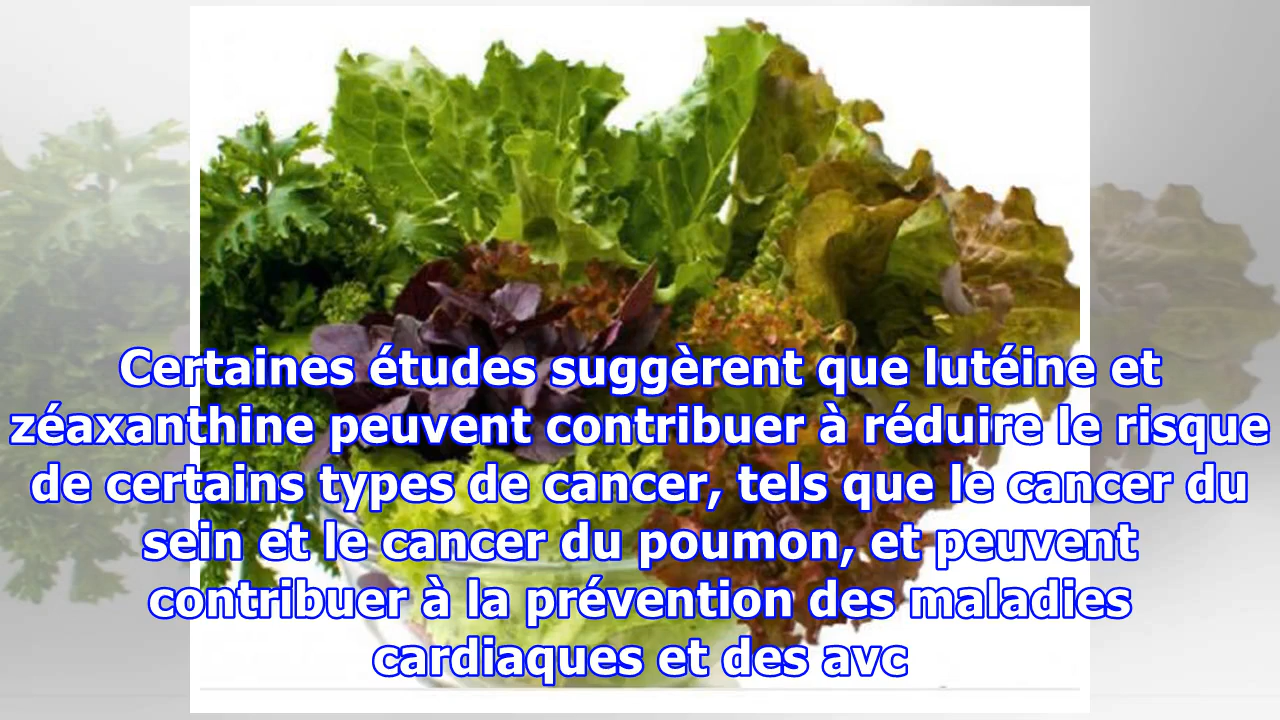 Certaines études suggèrent que lutéine et
zéaxanthine peuvent contribuer à réduire le risque
de certains types de cancer, tels que le cancer du
sein et le cancer du poumon, et peuvent
contribuer à la prévention des maladies
cardiaques et des avc